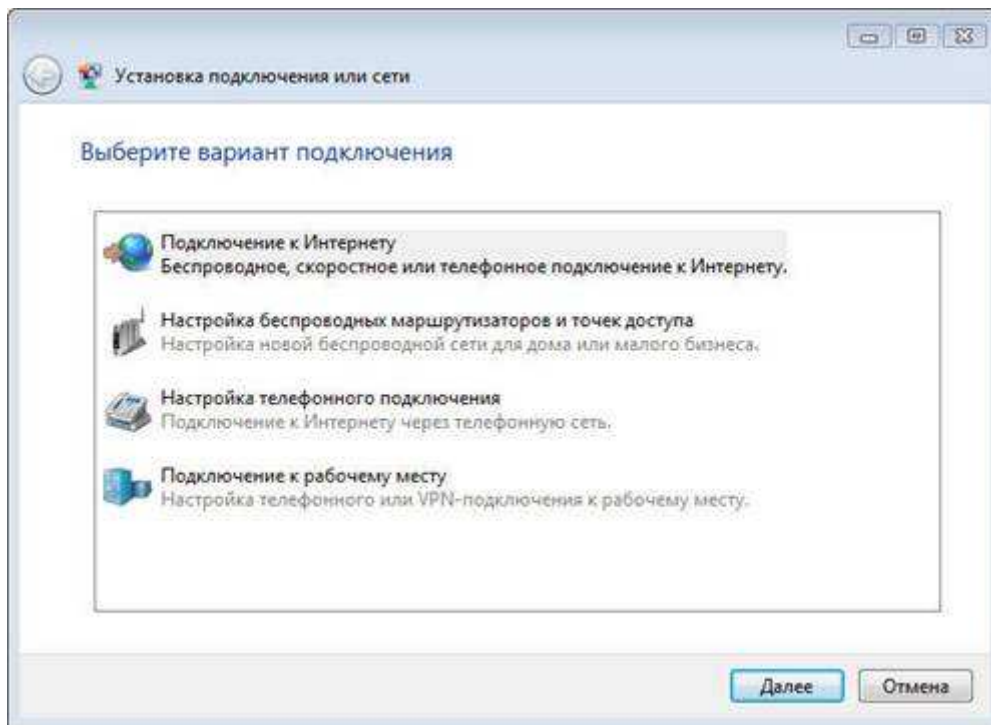 Установка подключения или сети
Выберите вариант подключения
Подключение к Интернету
Беспроводное, скоростное или телефонное подключение к Интернету.
Настройка беспроводных маршрутизаторов и точек доступа
Настройка новой беспроводной сети для дома или малого бизнеса.
Настройка телефонного подключения
Подключение к Интернету через телефонную сеть.
Подключение к рабочему месту
Настройка телефонного или VPN-подключения к рабочему месту.
Далее Отмена